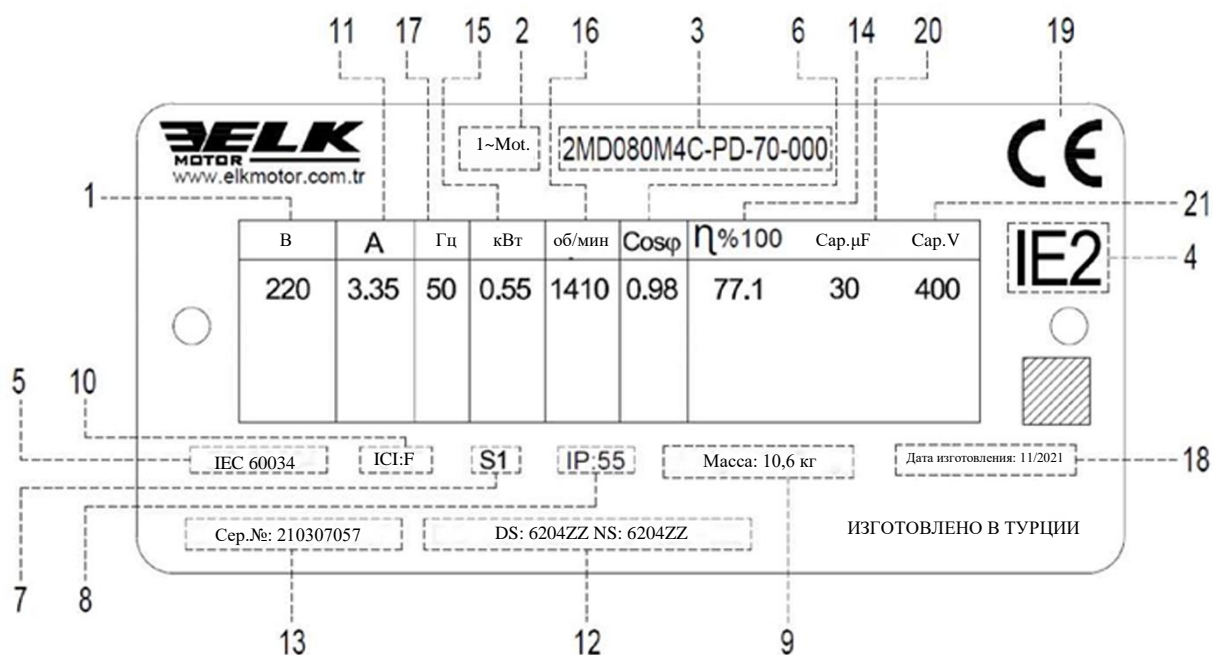 11 17 15 2 16 3 6 14 20 19
ELK
MOTOR
www.elkmotor.com.tr
1~Mot.
2MD080M4C-PD-70-000
CE
1
21
В A Гц кВт об/мин Cosφ η%100 Cap.µF Cap.V
IE2
4
220 3.35 50 0.55 1410 0.98 77.1 30 400
5 10
IEC 60034 ICI:F S1 IP:55 Масса: 10,6 кг Дата изготовления: 11/2021
18
Сер.№: 210307057 DS: 6204ZZ NS: 6204ZZ ИЗГОТОВЛЕНО В ТУРЦИИ
7 8 13 12 9